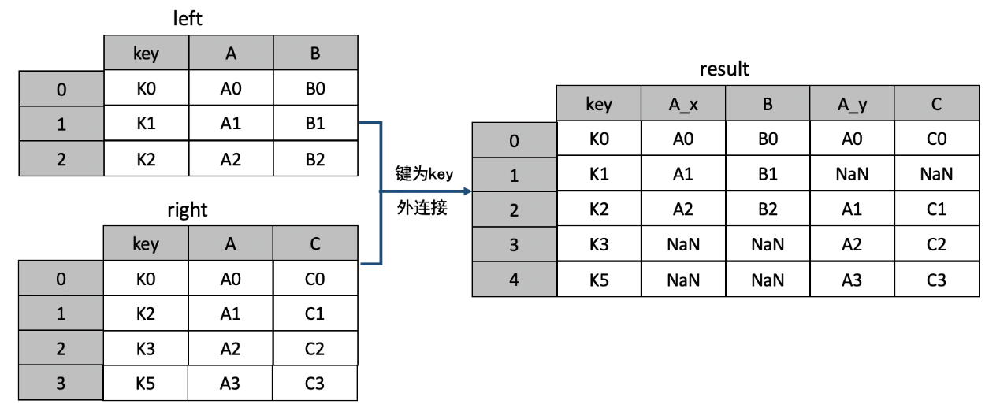 left
key A B
0 K0 A0 B0
1 K1 A1 B1
2 K2 A2 B2
right
key A C
0 K0 A0 C0
1 K2 A1 C1
2 K3 A2 C2
3 K5 A3 C3
键为key
外连接
result
key A_x B A_y C
0 K0 A0 B0 A0 C0
1 K1 A1 B1 NaN NaN
2 K2 A2 B2 A1 C1
3 K3 NaN NaN A2 C2
4 K5 NaN NaN A3 C3